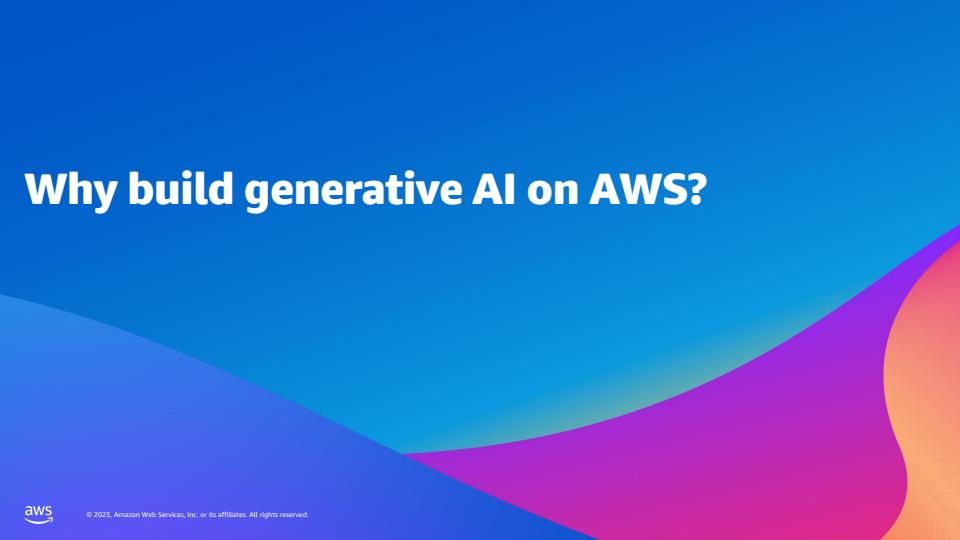 Why build generative AI on AWS?
aws
© 2023, Amazon Web Services, Inc. or its affiliates. All rights reserved.